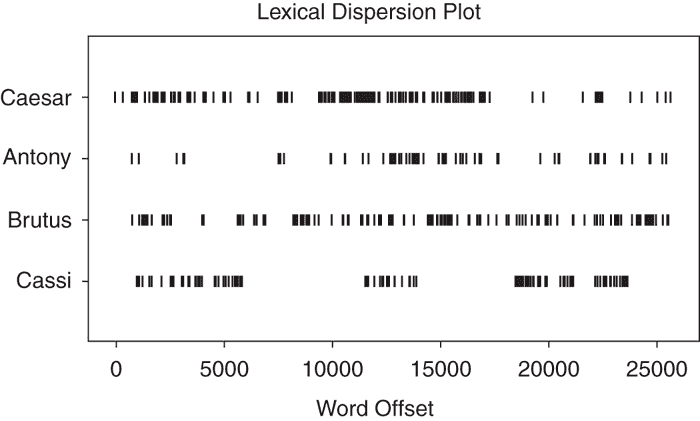 Lexical Dispersion Plot
Caesar
Antony
Brutus
Cassi
0 5000 10000 15000 20000 25000
Word Offset